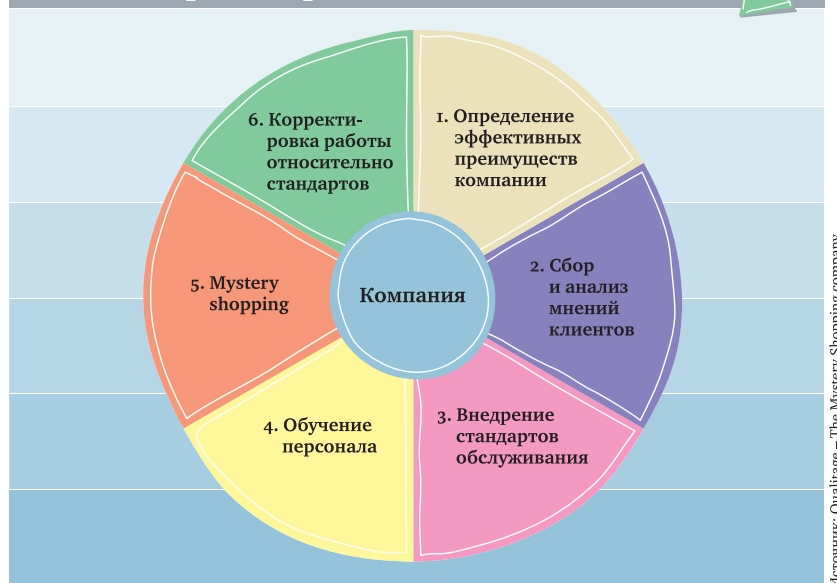 1. Определение
эффективных
преимуществ
компании
2. Сбор
и анализ
мнений
клиентов
3. Внедрение
стандартов
обслуживания
4. Обучение
персонала
5. Mystery
shopping
6. Корректи-
ровка работы
относительно
стандартов
Компания
Источник: Qualitage – The Mystery Shopping company